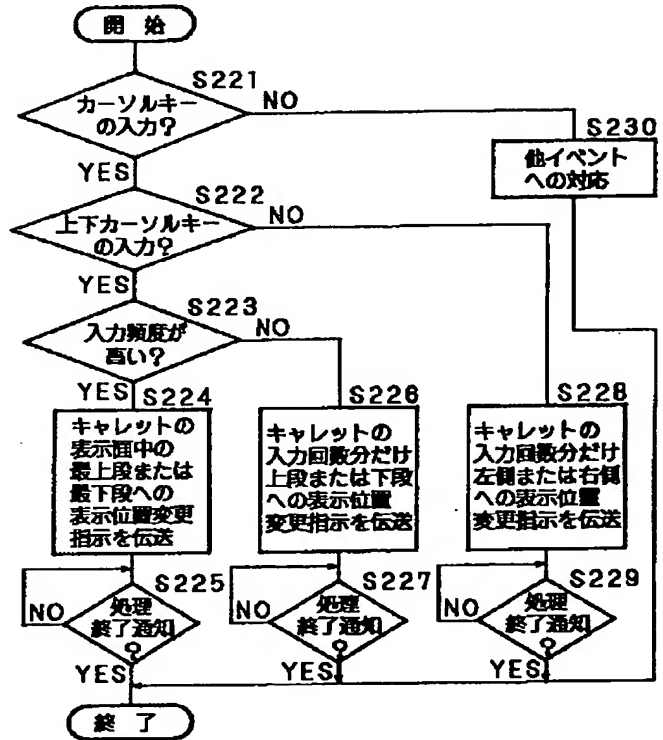 開始
S221
カーソルキー
の入力?
NO
YES
S230
他イベント
への対応
S222
上下カーソルキー
の入力?
NO
YES
S223
入力頻度が
高い?
NO
YES
S224
キャレットの
表示面中の
最上段または
最下段への
表示位置変更
指示を伝送
S226
キャレットの
入力回数分だけ
上段または下段
への表示位置
変更指示を伝送
S228
キャレットの
入力回数分だけ
左側または右側
への表示位置
変更指示を伝送
S225
処理
終了通知
?
NO
YES
S227
処理
終了通知
?
NO
YES
S229
処理
終了通知
?
NO
YES
終了